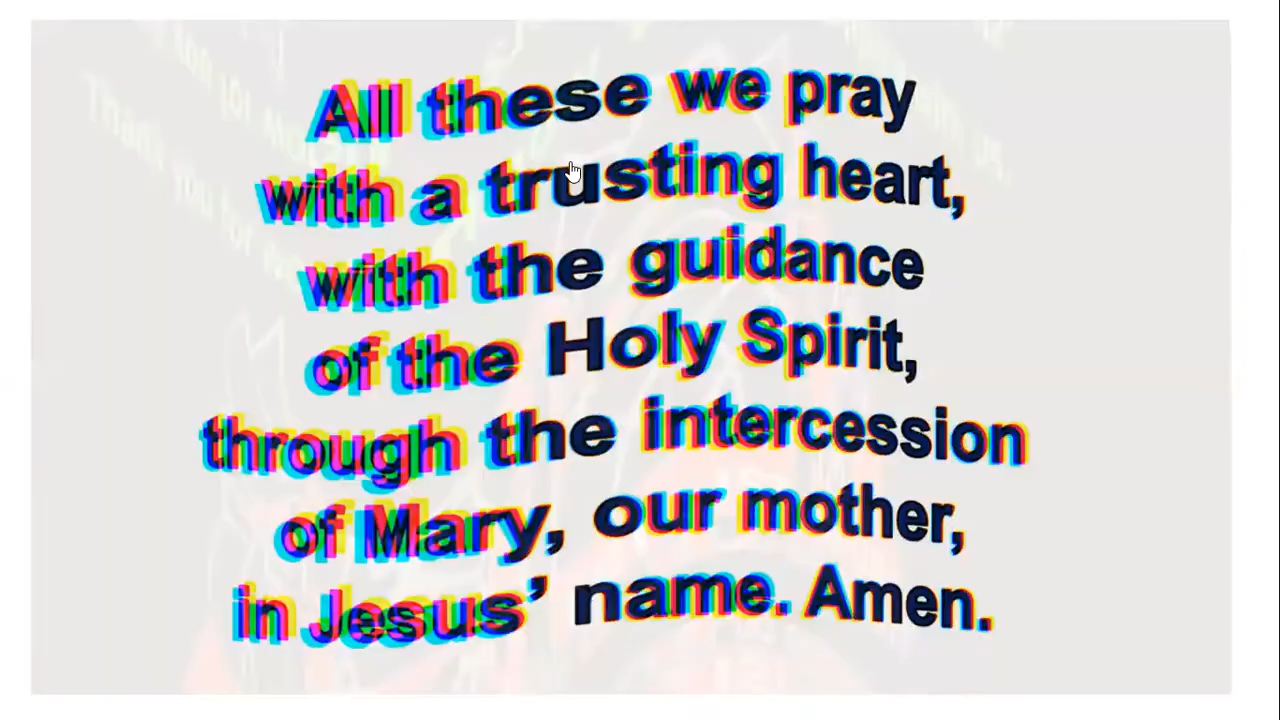 All these we pray
with a trusting heart,
with the guidance
of the Holy Spirit,
through the intercession
of Mary, our mother,
in Jesus’ name. Amen.